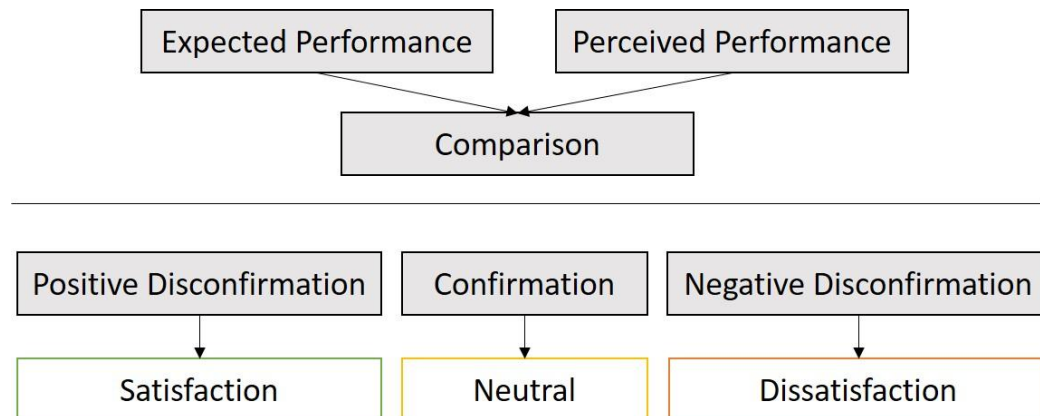 Expected Performance
Perceived Performance
Comparison
Positive Disconfirmation
Confirmation
Negative Disconfirmation
Satisfaction
Neutral
Dissatisfaction